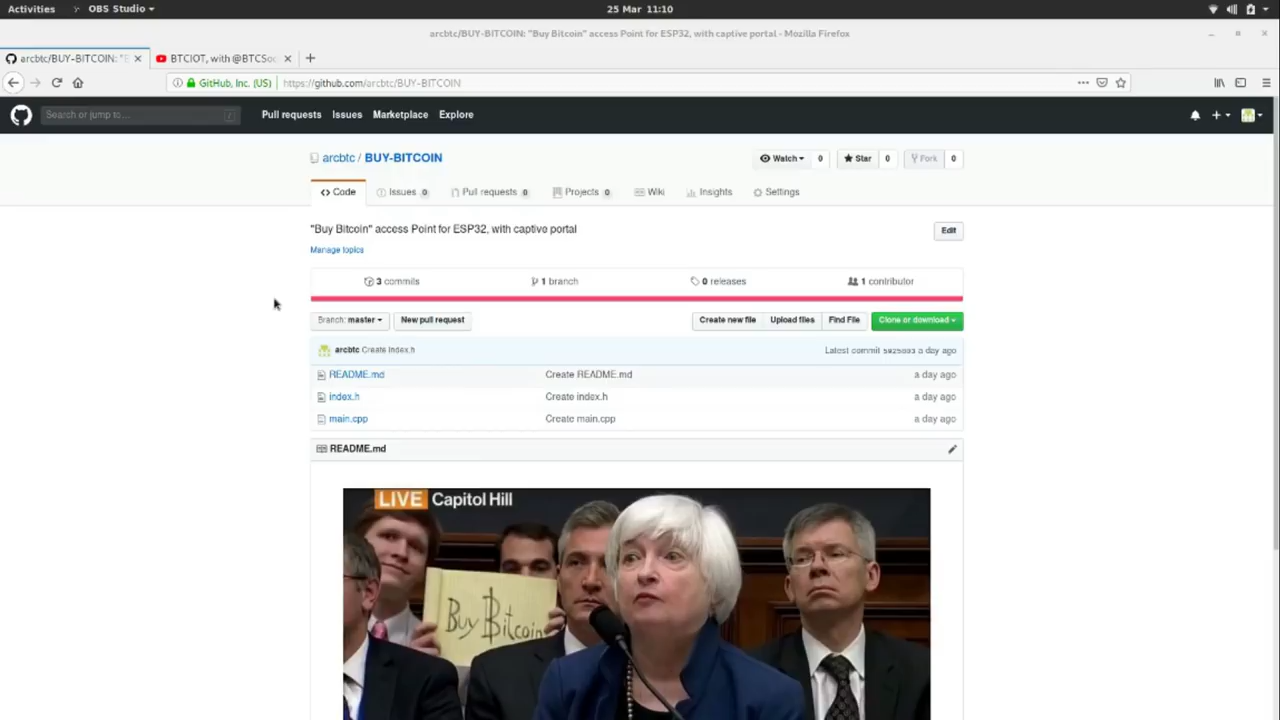 Activities
OBS Studio
25 Mar 11:10
arcbtc/BUY-BITCOIN: "Buy Bitcoin" access Point for ESP32, with captive portal - Mozilla Firefox
arcbtc/BUY-BITCOIN: "B
BTCIOT, with @BTCSoc
GitHub, Inc. (US)
https://github.com/arcbtc/BUY-BITCOIN
Search or jump to...
/
Pull requests
Issues
Marketplace
Explore
arcbtc / BUY-BITCOIN
Watch 0
Star 0
Fork 0
Code
Issues 0
Pull requests 0
Projects 0
Wiki
Insights
Settings
"Buy Bitcoin" access Point for ESP32, with captive portal
Edit
Manage topics
3 commits
1 branch
0 releases
1 contributor
Branch: master
New pull request
Create new file
Upload files
Find File
Clone or download
arcbtc Create index.h
Latest commit a day ago
README.md
Create README.md
a day ago
index.h
Create index.h
a day ago
main.cpp
Create main.cpp
a day ago
README.md
LIVE Capitol Hill
Buy Bitcoin